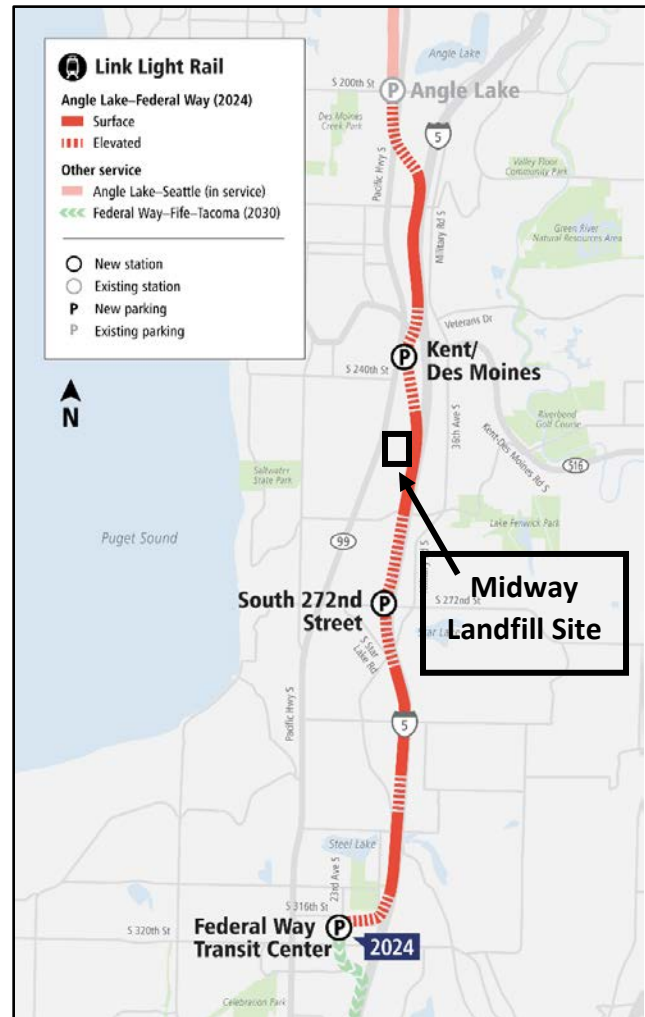 Link Light Rail
Angle Lake–Federal Way (2024)
Surface
Elevated
Other service
Angle Lake–Seattle (in service)
Federal Way–Fife–Tacoma (2030)
New station
Existing station
P New parking
P Existing parking
N
Angle Lake
S 200th St
P Angle Lake
Des Moines
Creek Park
5
Pacific Hwy S
Military Rd S
Valley Floor
Community Park
Green River
Natural Resources Area
Veterans Dr
P Kent/
Des Moines
S 240th St
36th Ave S
Riverbend
Golf Course
Kent-Des Moines Rd S
516
Saltwater
State Park
Puget Sound
99
Lake Fenwick Park
Midway
Landfill Site
South 272nd
Street
P
S 272nd St
Star Lake
S Star
Lake Rd
Pacific Hwy S
5
Steel Lake
23rd Ave S
S 316th St
S 320th St
Federal Way
Transit Center
P
2024
Celebration Park